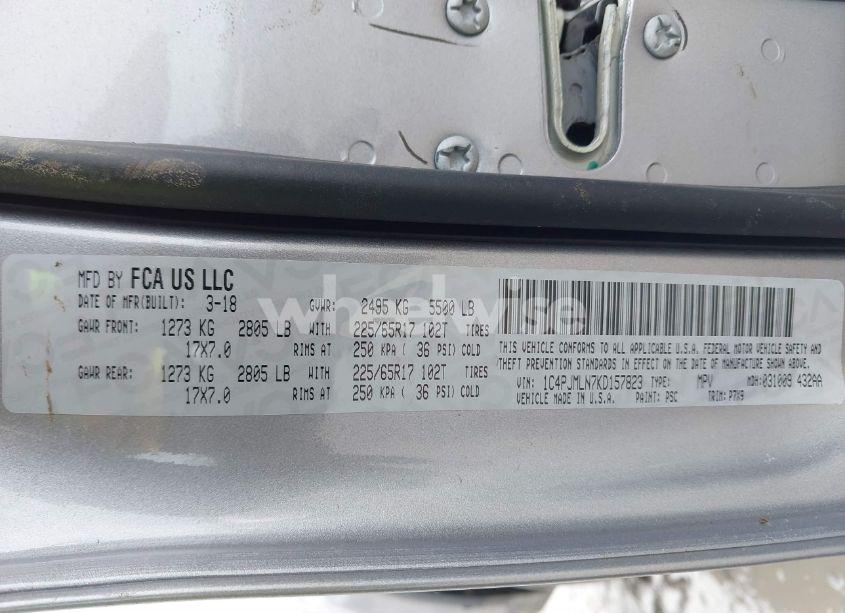 MFD BY FCA US LLC
DATE OF MFR(BUILT): 3-18 GVWR: 2495 KG 5500 LB
GAWR FRONT: 1273 KG 2805 LB WITH 225/65R17 102T TIRES
17X7.0 RIMS AT 250 KPA ( 36 PSI) COLD
GAWR REAR: 1273 KG 2805 LB WITH 225/65R17 102T TIRES
17X7.0 RIMS AT 250 KPA ( 36 PSI) COLD
THIS VEHICLE CONFORMS TO ALL APPLICABLE U.S.A. FEDERAL MOTOR VEHICLE SAFETY AND
THEFT PREVENTION STANDARDS IN EFFECT ON THE DATE OF MANUFACTURE SHOWN ABOVE.
VIN: 1C4PJMLN7KD157823 TYPE: MPV MDH: 031009 432AA
VEHICLE MADE IN U.S.A. PAINT: PSC TRIM: P7X9
wheelwise